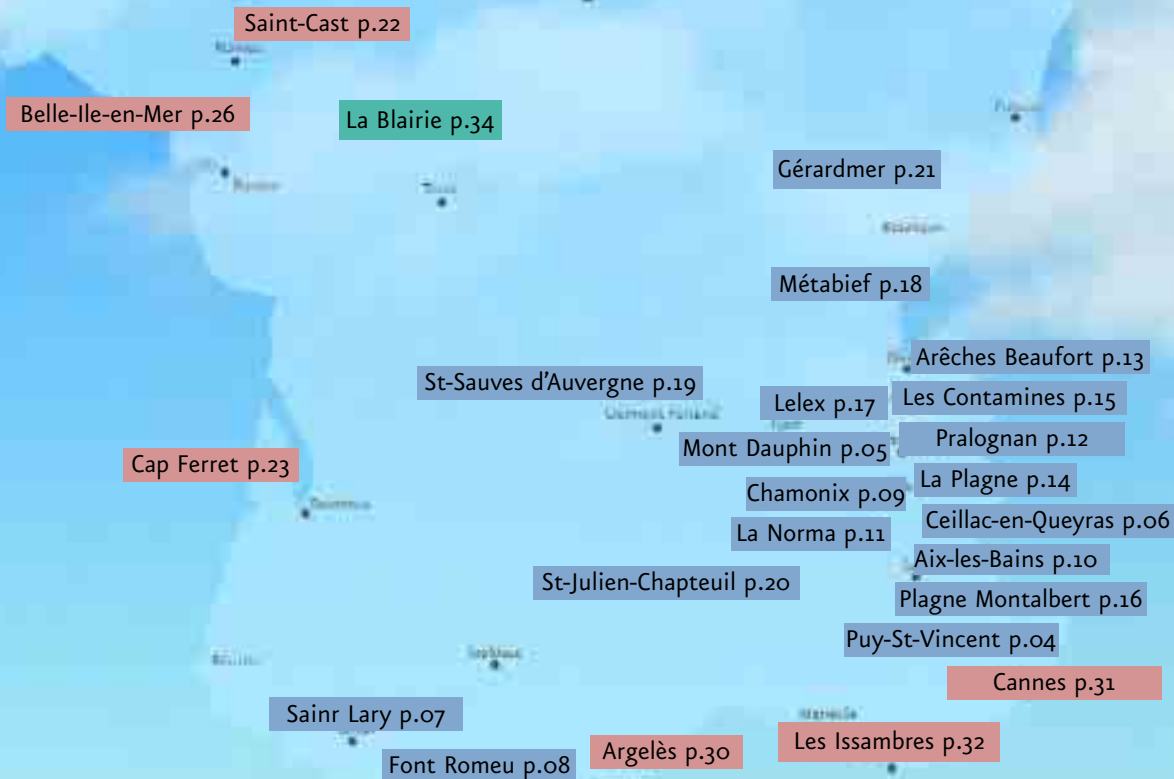 Saint-Cast p.22
Belle-Ile-en-Mer p.26
La Blairie p.34
Gérardmer p.21
Métabief p.18
Arêches Beaufort p.13
St-Sauves d'Auvergne p.19
Lelex p.17
Les Contamines p.15
Mont Dauphin p.05
Pralognan p.12
Cap Ferret p.23
La Plagne p.14
Chamonix p.09
Ceillac-en-Queyras p.06
La Norma p.11
Aix-les-Bains p.10
St-Julien-Chapteuil p.20
Plagne Montalbert p.16
Puy-St-Vincent p.04
Cannes p.31
Sainr Lary p.07
Les Issambres p.32
Argelès p.30
Font Romeu p.08